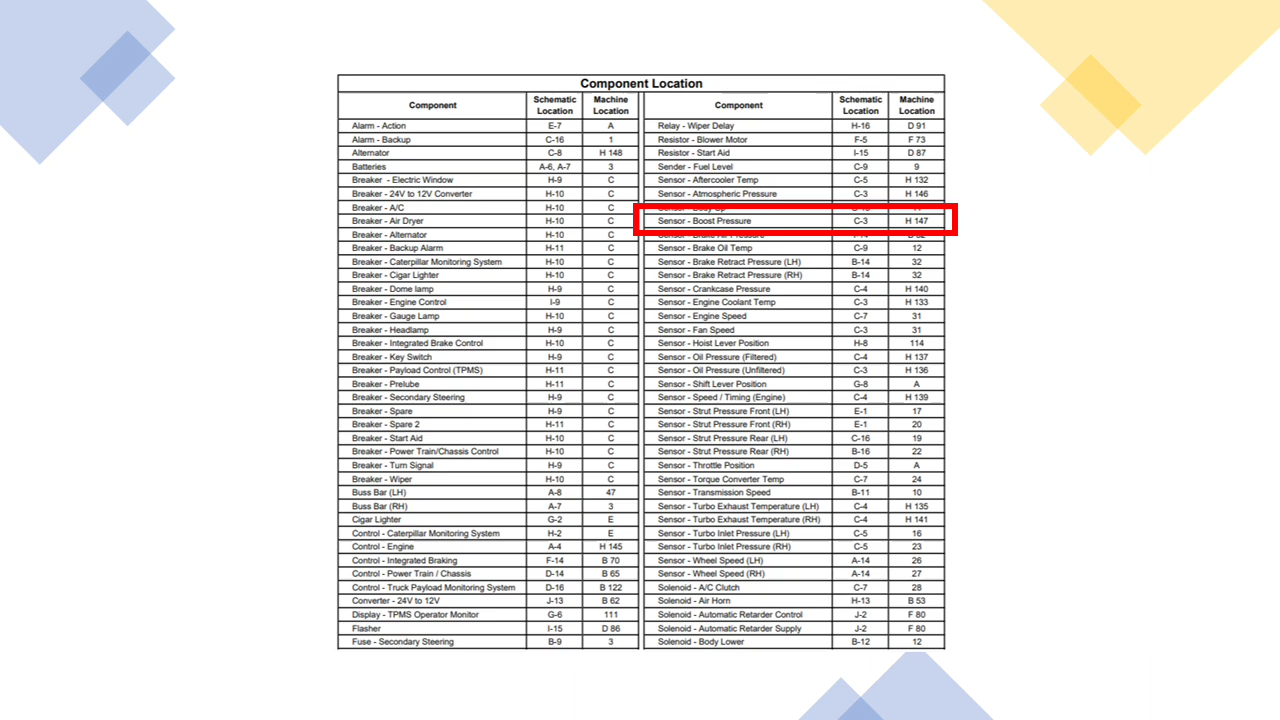 Component Location
Component Schematic Location Machine Location Component Schematic Location Machine Location
Alarm - Action E-7 A Relay - Wiper Delay H-16 D 91
Alarm - Backup C-16 1 Resistor - Blower Motor F-5 F 73
Alternator C-8 H 148 Resistor - Start Aid I-15 D 87
Batteries A-6, A-7 3 Sender - Fuel Level C-9 9
Breaker - Electric Window H-9 C Sensor - Aftercooler Temp C-5 H 132
Breaker - 24V to 12V Converter H-10 C Sensor - Atmospheric Pressure C-3 H 146
Breaker - A/C H-10 C Sensor - Body Up
Breaker - Air Dryer H-10 C Sensor - Boost Pressure C-3 H 147
Breaker - Alternator H-10 C Sensor - Brake Air Pressure
Breaker - Backup Alarm H-11 C Sensor - Brake Oil Temp C-9 12
Breaker - Caterpillar Monitoring System H-10 C Sensor - Brake Retract Pressure (LH) B-14 32
Breaker - Cigar Lighter H-10 C Sensor - Brake Retract Pressure (RH) B-14 32
Breaker - Dome lamp H-9 C Sensor - Crankcase Pressure C-4 H 140
Breaker - Engine Control I-9 C Sensor - Engine Coolant Temp C-3 H 133
Breaker - Gauge Lamp H-10 C Sensor - Engine Speed C-7 31
Breaker - Headlamp H-9 C Sensor - Fan Speed C-3 31
Breaker - Integrated Brake Control H-10 C Sensor - Hoist Lever Position H-8 114
Breaker - Key Switch H-9 C Sensor - Oil Pressure (Filtered) C-4 H 137
Breaker - Payload Control (TPMS) H-11 C Sensor - Oil Pressure (Unfiltered) C-3 H 136
Breaker - Prelube H-11 C Sensor - Shift Lever Position G-8 A
Breaker - Secondary Steering H-9 C Sensor - Speed / Timing (Engine) C-4 H 139
Breaker - Spare H-9 C Sensor - Strut Pressure Front (LH) E-1 17
Breaker - Spare 2 H-11 C Sensor - Strut Pressure Front (RH) E-1 20
Breaker - Start Aid H-10 C Sensor - Strut Pressure Rear (LH) C-16 19
Breaker - Power Train/Chassis Control H-10 C Sensor - Strut Pressure Rear (RH) B-16 22
Breaker - Turn Signal H-9 C Sensor - Throttle Position D-5 A
Breaker - Wiper H-10 C Sensor - Torque Converter Temp C-7 24
Buss Bar (LH) A-8 47 Sensor - Transmission Speed B-11 10
Buss Bar (RH) A-7 3 Sensor - Turbo Exhaust Temperature (LH) C-4 H 135
Cigar Lighter G-2 E Sensor - Turbo Exhaust Temperature (RH) C-4 H 141
Control - Caterpillar Monitoring System H-2 E Sensor - Turbo Inlet Pressure (LH) C-5 16
Control - Engine A-4 H 145 Sensor - Turbo Inlet Pressure (RH) C-5 23
Control - Integrated Braking F-14 B 70 Sensor - Wheel Speed (LH) A-14 26
Control - Power Train / Chassis D-14 B 65 Sensor - Wheel Speed (RH) A-14 27
Control - Truck Payload Monitoring System D-16 B 122 Solenoid - A/C Clutch C-7 28
Converter - 24V to 12V J-13 B 62 Solenoid - Air Horn H-13 B 53
Display - TPMS Operator Monitor G-6 111 Solenoid - Automatic Retarder Control J-2 F 80
Flasher I-15 D 86 Solenoid - Automatic Retarder Supply J-2 F 80
Fuse - Secondary Steering B-9 3 Solenoid - Body Lower B-12 12